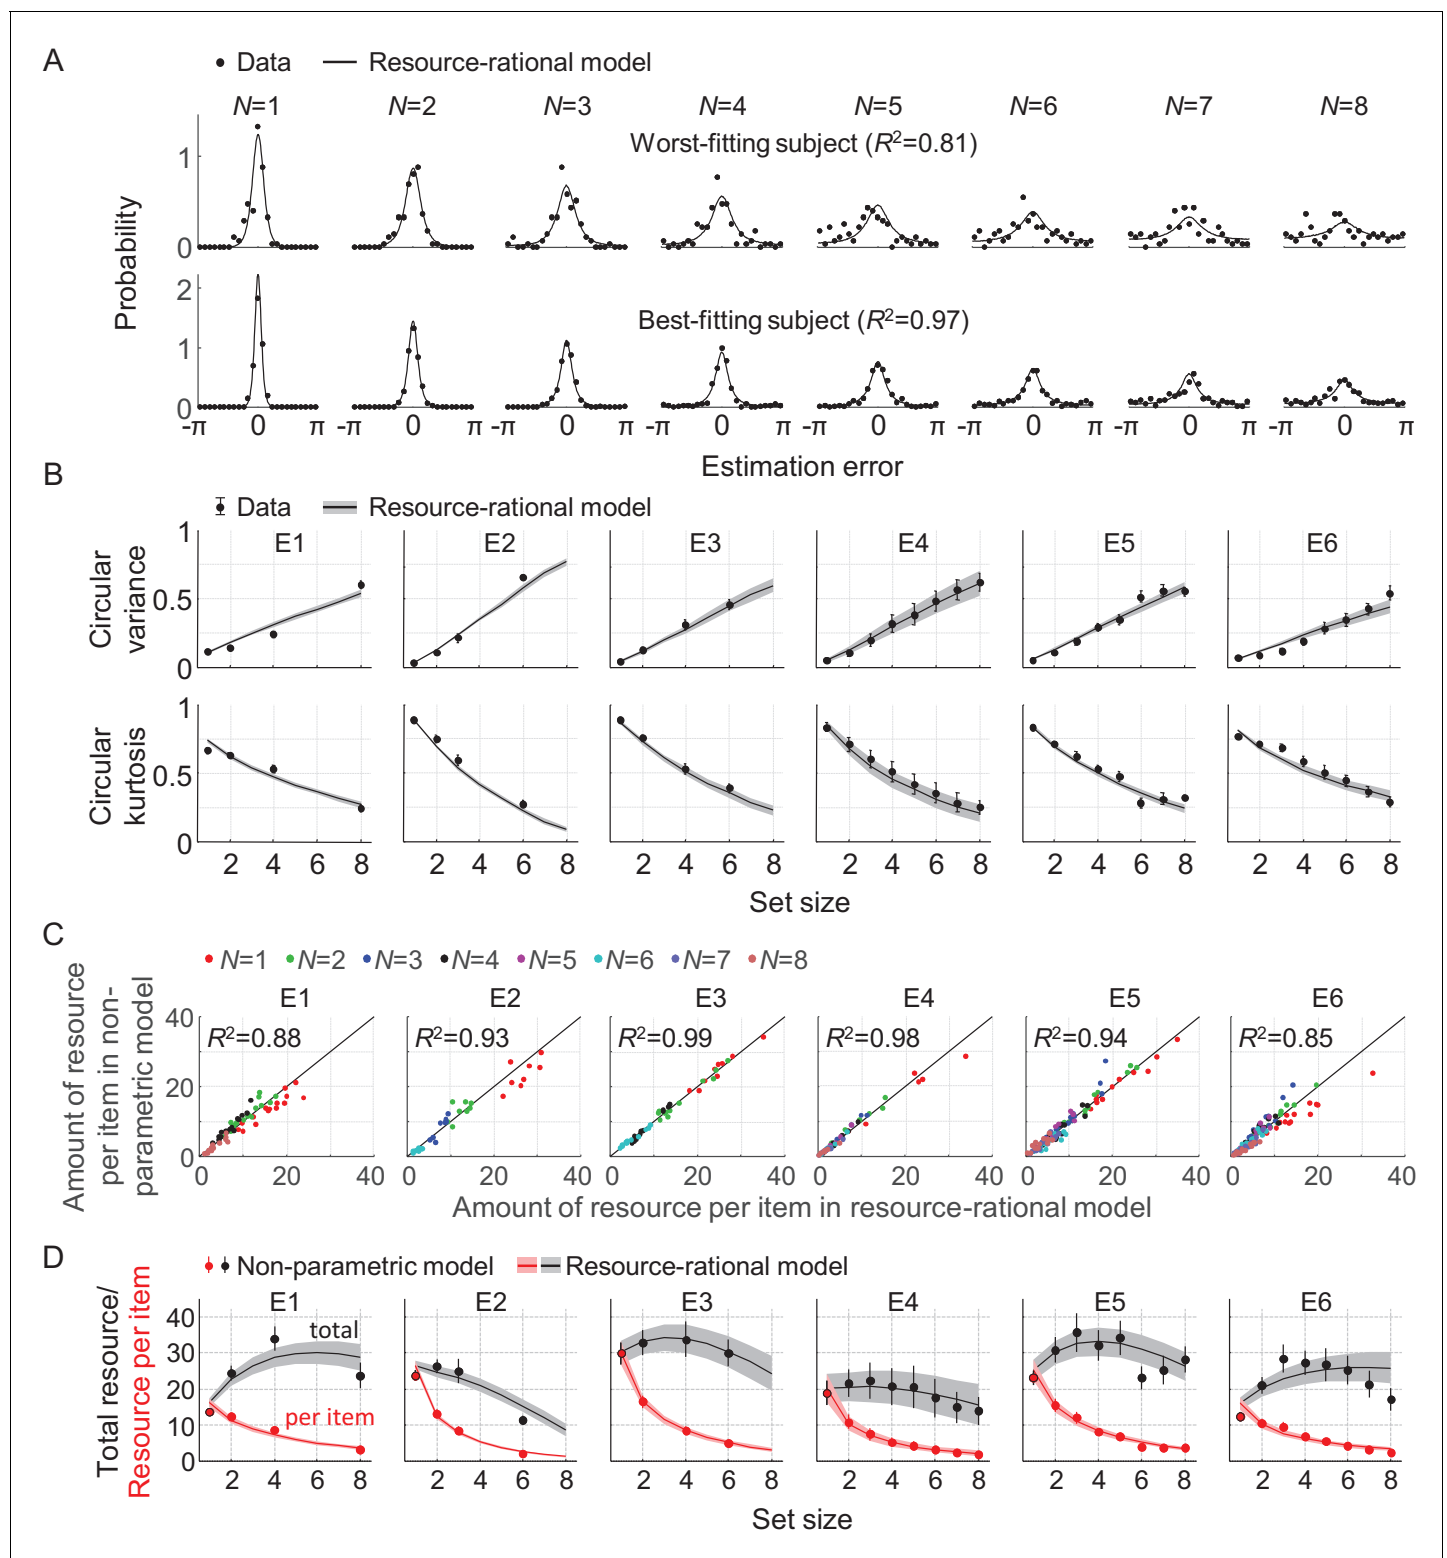 A
Data Resource-rational model
N=1 N=2 N=3 N=4 N=5 N=6 N=7 N=8
Worst-fitting subject (R²=0.81)
1
0
Probability
Best-fitting subject (R²=0.97)
2
1
0
-π 0 π -π 0 π -π 0 π -π 0 π -π 0 π -π 0 π -π 0 π -π 0 π
Estimation error
B
Data Resource-rational model
E1 E2 E3 E4 E5 E6
Circular
variance
1
0.5
0
Circular
kurtosis
1
0.5
0
2 4 6 8 2 4 6 8 2 4 6 8 2 4 6 8 2 4 6 8 2 4 6 8
Set size
C
N=1 N=2 N=3 N=4 N=5 N=6 N=7 N=8
Amount of resource
per item in non-
parametric model
E1 E2 E3 E4 E5 E6
R²=0.88 R²=0.93 R²=0.99 R²=0.98 R²=0.94 R²=0.85
40
20
0
0 20 40 0 20 40 0 20 40 0 20 40 0 20 40 0 20 40
Amount of resource per item in resource-rational model
D
Non-parametric model Resource-rational model
Total resource/
Resource per item
E1 E2 E3 E4 E5 E6
40
30
20
10
0
total
per item
2 4 6 8 2 4 6 8 2 4 6 8 2 4 6 8 2 4 6 8 2 4 6 8
Set size